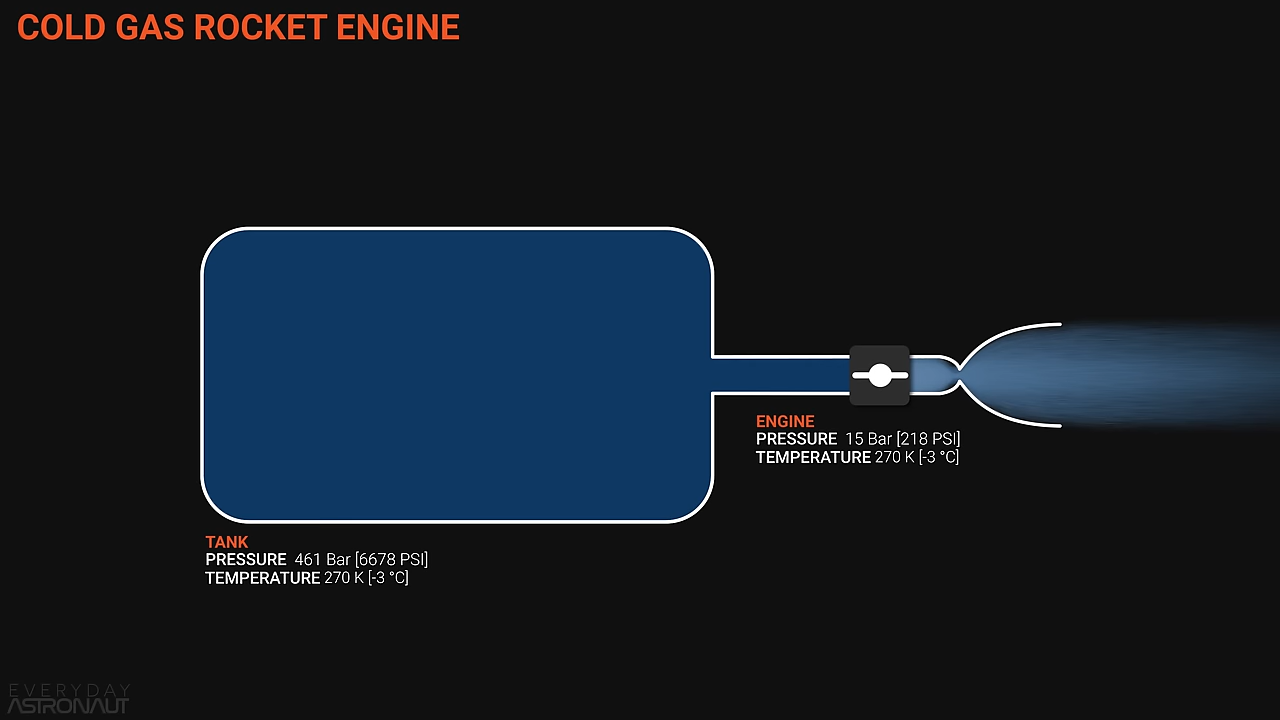 COLD GAS ROCKET ENGINE
ENGINE
PRESSURE 15 Bar [218 PSI]
TEMPERATURE 270 K [-3 °C]
TANK
PRESSURE 461 Bar [6678 PSI]
TEMPERATURE 270 K [-3 °C]
EVERYDAY
ASTRONAUT